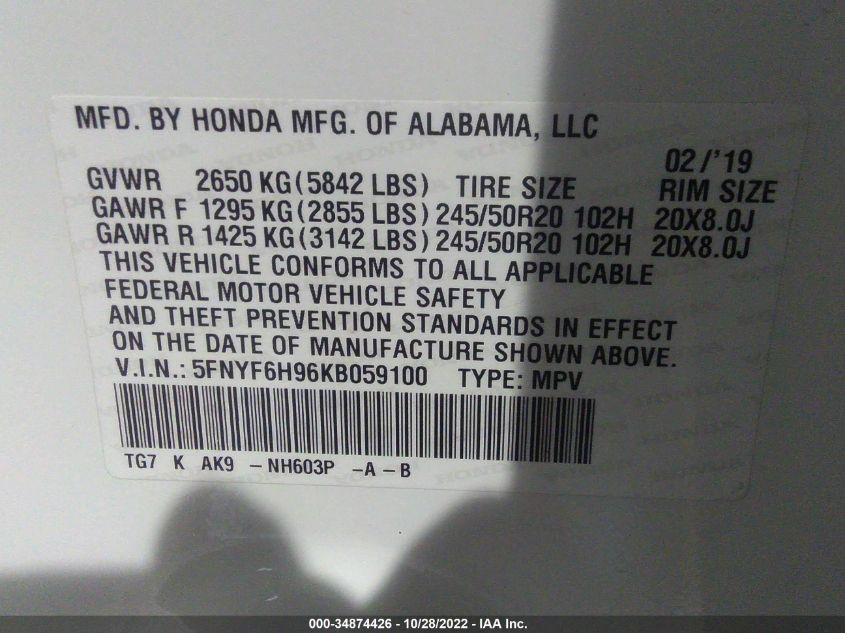 MFD. BY HONDA MFG. OF ALABAMA, LLC
02/'19
GVWR 2650 KG (5842 LBS) TIRE SIZE RIM SIZE
GAWR F 1295 KG (2855 LBS) 245/50R20 102H 20X8.0J
GAWR R 1425 KG (3142 LBS) 245/50R20 102H 20X8.0J
THIS VEHICLE CONFORMS TO ALL APPLICABLE
FEDERAL MOTOR VEHICLE SAFETY
AND THEFT PREVENTION STANDARDS IN EFFECT
ON THE DATE OF MANUFACTURE SHOWN ABOVE.
V.I.N.: 5FNYF6H96KB059100 TYPE: MPV
TG7 K AK9 -NH603P -A-B
000-34874426 - 10/28/2022 - IAA Inc.